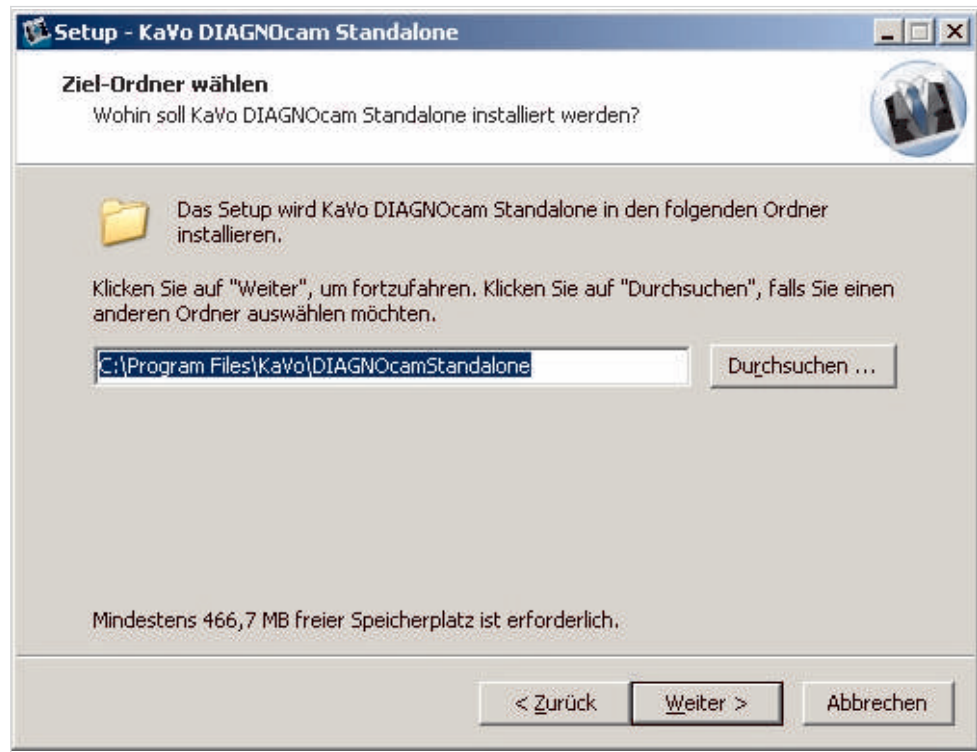 Setup - KaVo DIAGNOcam Standalone
Ziel-Ordner wählen
Wohin soll KaVo DIAGNOcam Standalone installiert werden?
Das Setup wird KaVo DIAGNOcam Standalone in den folgenden Ordner
installieren.
Klicken Sie auf "Weiter", um fortzufahren. Klicken Sie auf "Durchsuchen", falls Sie einen
anderen Ordner auswählen möchten.
C:\Program Files\KaVo\DIAGNOcamStandalone
Durchsuchen ...
Mindestens 466,7 MB freier Speicherplatz ist erforderlich.
< Zurück
Weiter >
Abbrechen